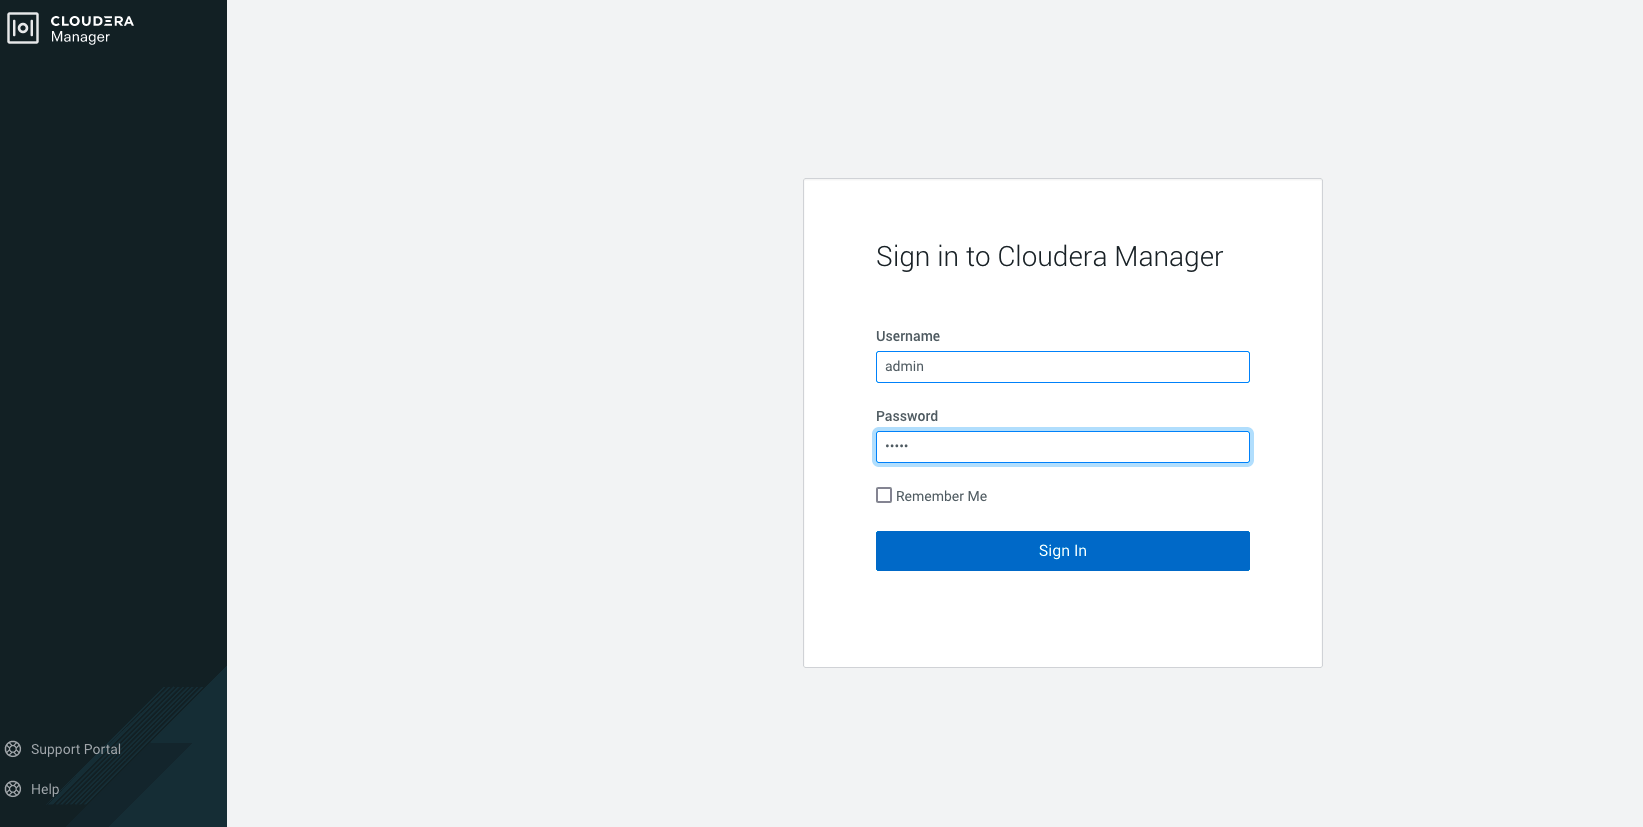 CLOUDERA
Manager
Sign in to Cloudera Manager
Username
admin
Password
•••••
Remember Me
Sign In
Support Portal
Help